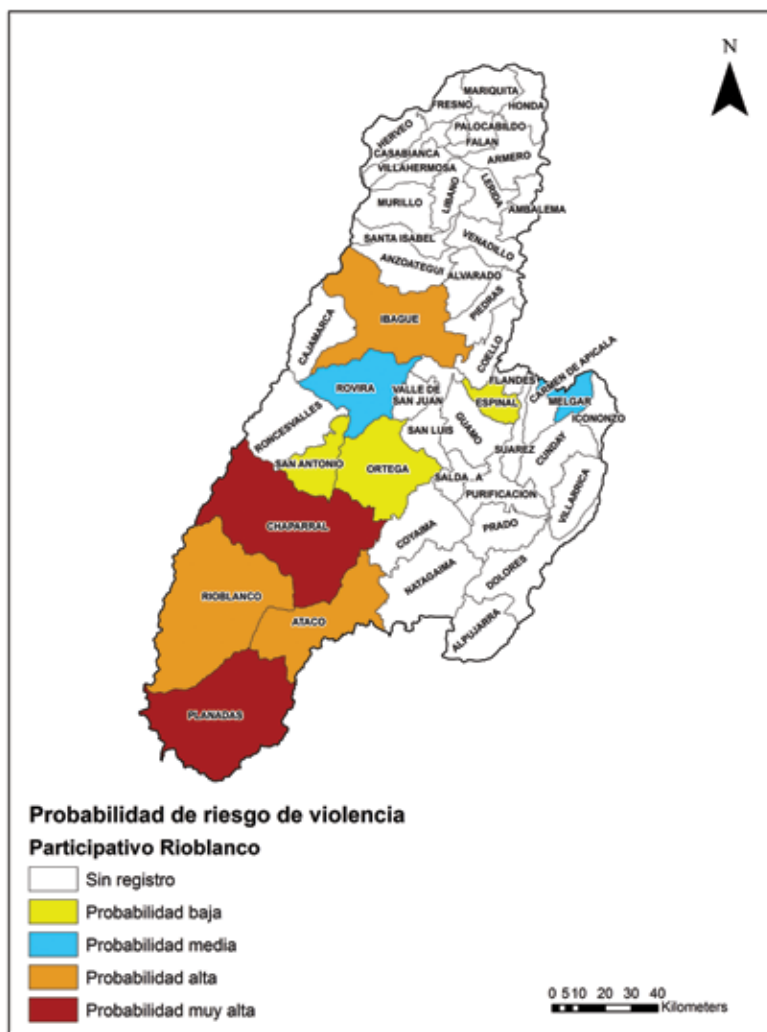 N
MARIQUITA
FRESNO
HONDA
HERVEO
PALOCABILDO
FALAN
CASABIANCA
ARMERO
VILLAHERMOSA
LERIDA
LIBANO
MURILLO
AMBALEMA
SANTA ISABEL
VENADILLO
ANZOATEGUI
ALVARADO
PIEDRAS
IBAGUE
CAJAMARCA
COELLO
CARMEN DE APICALA
FLANDES
ROVIRA
VALLE DE
SAN JUAN
ESPINAL
MELGAR
ICONONZO
RONCESVALLES
SAN LUIS
GUAMO
SUAREZ
CUNDAY
SAN ANTONIO
ORTEGA
SALDA..A
PURIFICACION
VILLARRICA
CHAPARRAL
COYAIMA
PRADO
NATAGAIMA
DOLORES
RIOBLANCO
ATACO
ALPUJARRA
PLANADAS
Probabilidad de riesgo de violencia
Participativo Rioblanco
Sin registro
Probabilidad baja
Probabilidad media
Probabilidad alta
Probabilidad muy alta
0 5 10 20 30 40
Kilometers